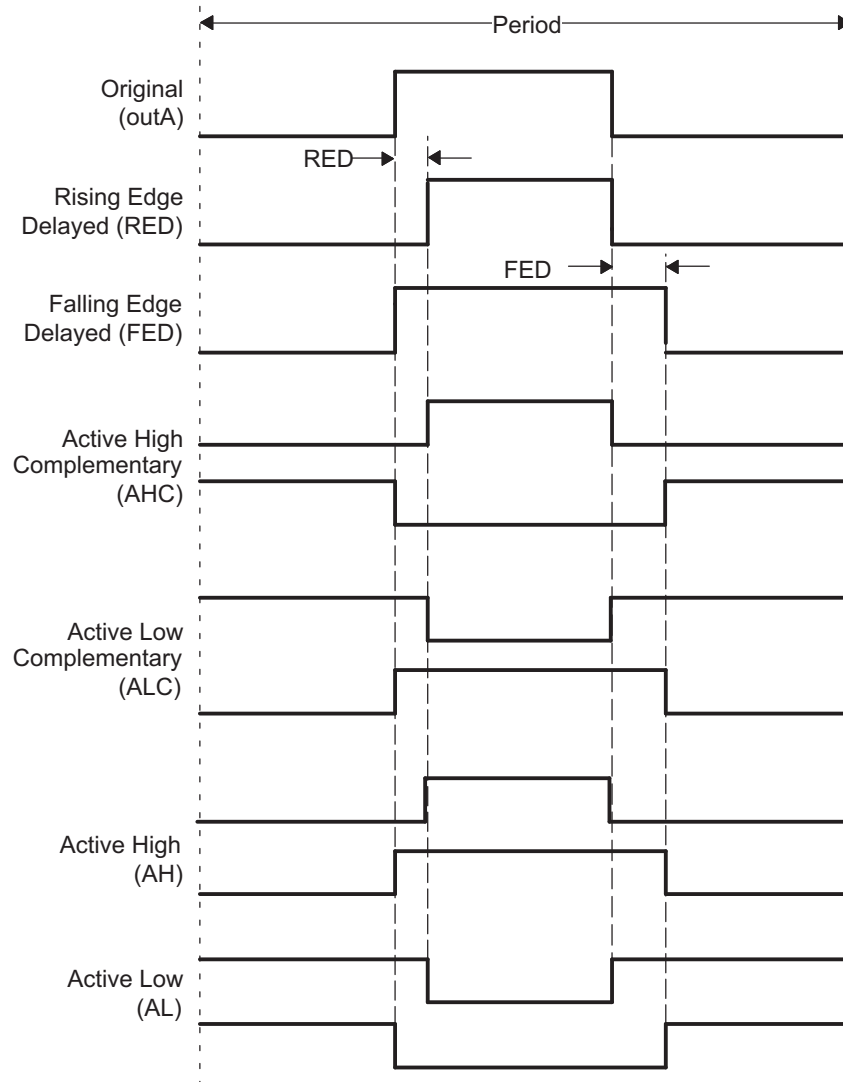 Period
Original
(outA)
RED
Rising Edge
Delayed (RED)
FED
Falling Edge
Delayed (FED)
Active High
Complementary
(AHC)
Active Low
Complementary
(ALC)
Active High
(AH)
Active Low
(AL)